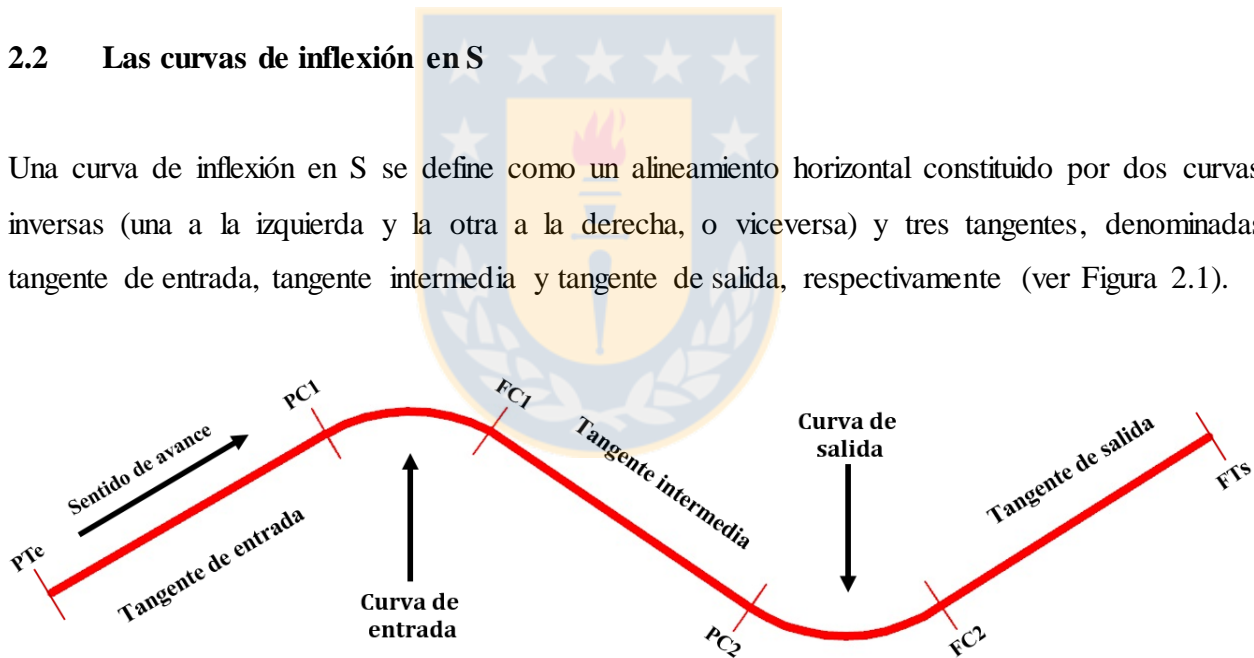 2.2 Las curvas de inflexión en S
Una curva de inflexión en S se define como un alineamiento horizontal constituido por dos curvas
inversas (una a la izquierda y la otra a la derecha, o viceversa) y tres tangentes, denominadas
tangente de entrada, tangente intermedia y tangente de salida, respectivamente (ver Figura 2.1).
PTe
Sentido de avance
Tangente de entrada
PC1
Curva de
entrada
FC1
Tangente intermedia
PC2
Curva de
salida
FC2
Tangente de salida
FTs